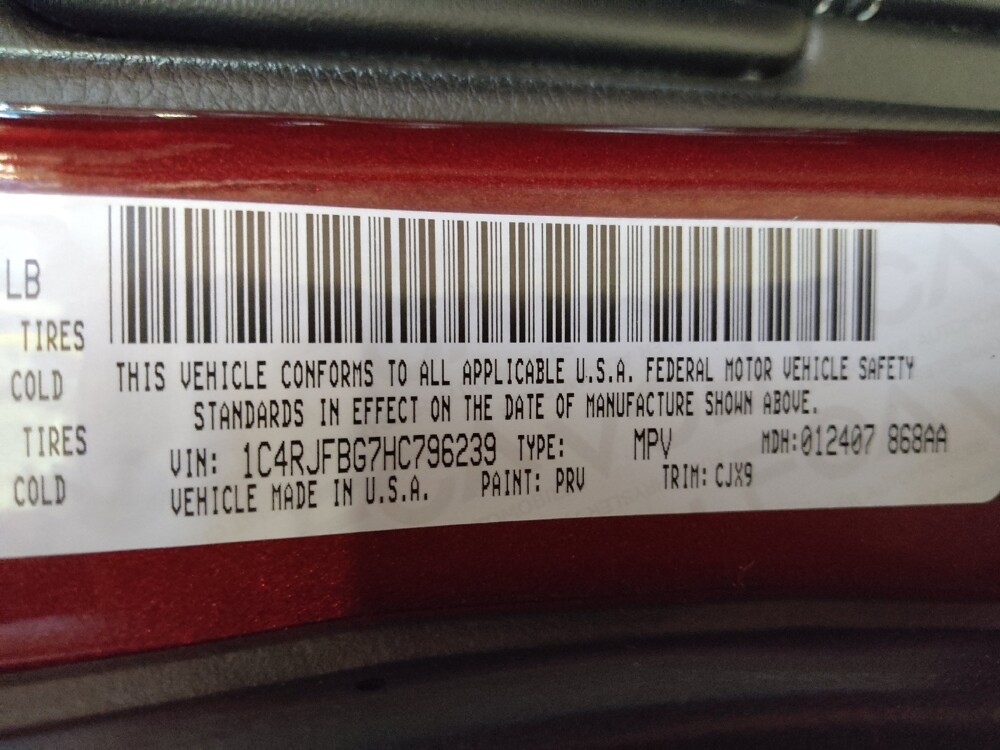 LB
TIRES
COLD
TIRES
COLD
THIS VEHICLE CONFORMS TO ALL APPLICABLE U.S.A. FEDERAL MOTOR VEHICLE SAFETY
STANDARDS IN EFFECT ON THE DATE OF MANUFACTURE SHOWN ABOVE.
VIN: 1C4RJFBG7HC796239 TYPE: MPV MDH:012407 868AA
VEHICLE MADE IN U.S.A. PAINT: PRV TRIM: CJX9